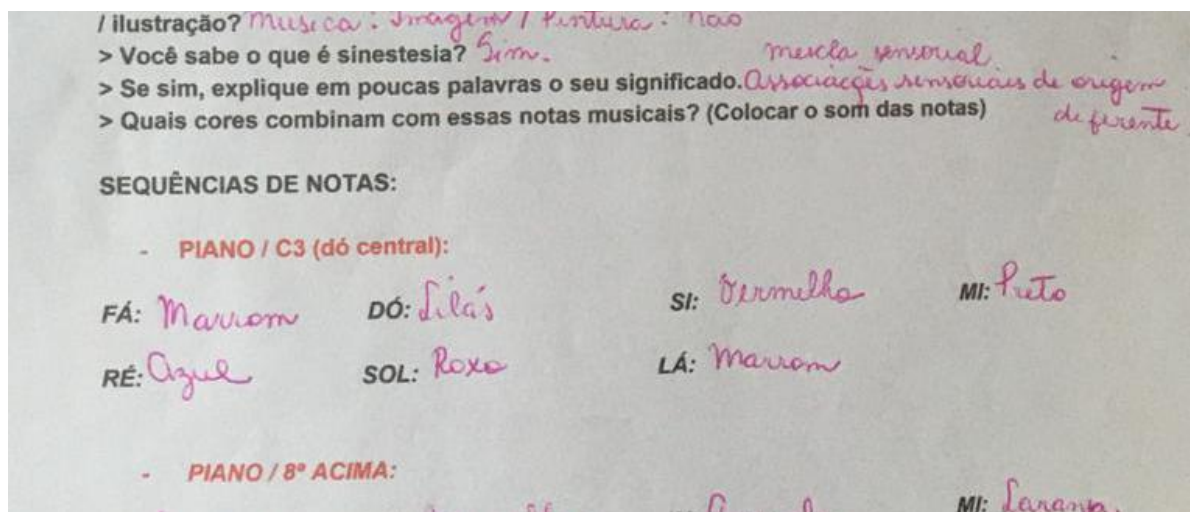 / ilustração? Museca: Imagem / Pintura: não
> Você sabe o que é sinestesia? Sim. mescla sensorial.
> Se sim, explique em poucas palavras o seu significado. Associações sensoriais de origem
> Quais cores combinam com essas notas musicais? (Colocar o som das notas) diferente
SEQUÊNCIAS DE NOTAS:
- PIANO / C3 (dó central):
FÁ: Marrom DÓ: Lilás SI: Vermelho MI: Preto
RÉ: Azul SOL: Roxo LÁ: Marrom
- PIANO / 8ª ACIMA:
MI: Laranja